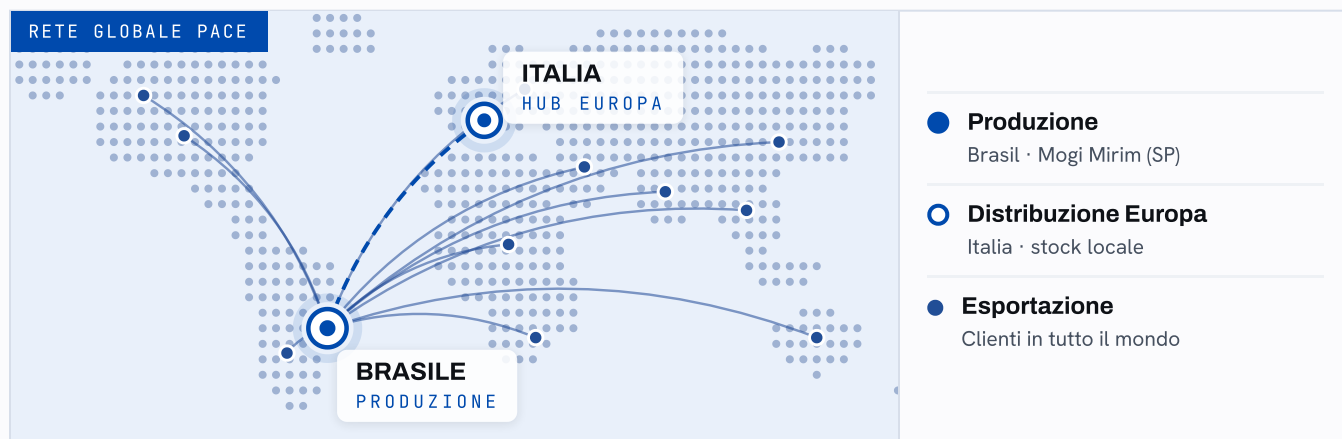 RETE GLOBALE PACE
ITALIA
HUB EUROPA
BRASILE
PRODUZIONE
Produzione
Brasil · Mogi Mirim (SP)
Distribuzione Europa
Italia · stock locale
Esportazione
Clienti in tutto il mondo